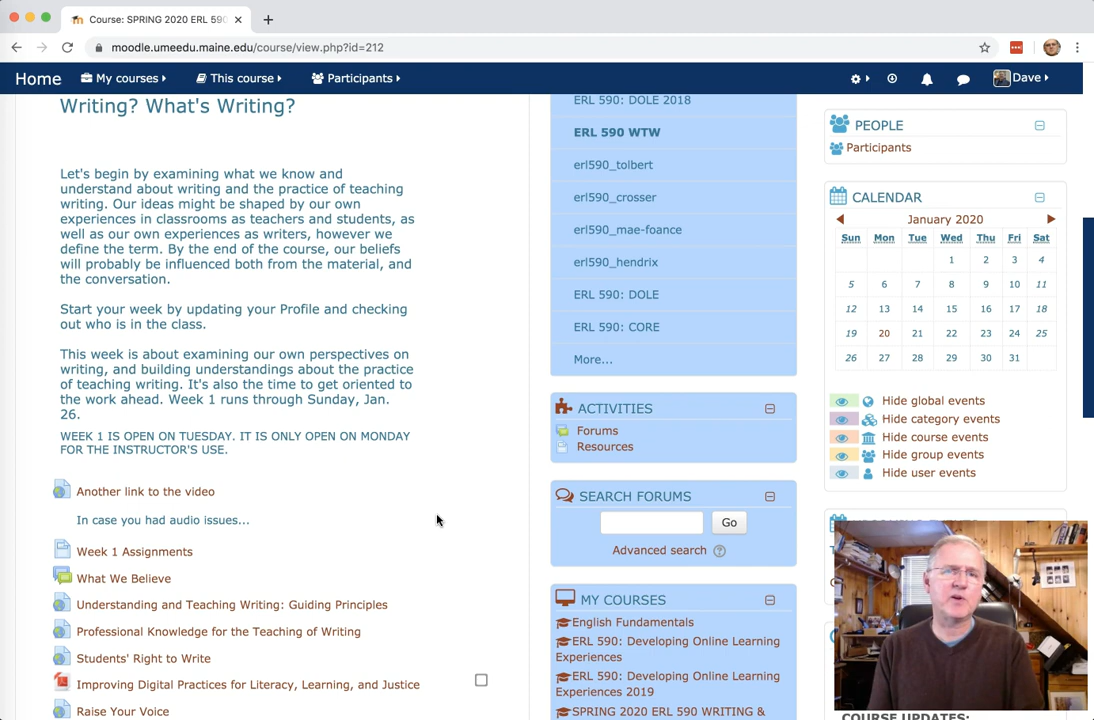 Course: SPRING 2020 ERL 590
moodle.umeedu.maine.edu/course/view.php?id=212
Home
My courses
This course
Participants
Dave
Writing? What's Writing?
Let's begin by examining what we know and
understand about writing and the practice of teaching
writing. Our ideas might be shaped by our own
experiences in classrooms as teachers and students, as
well as our own experiences as writers, however we
define the term. By the end of the course, our beliefs
will probably be influenced both from the material, and
the conversation.
Start your week by updating your Profile and checking
out who is in the class.
This week is about examining our own perspectives on
writing, and building understandings about the practice
of teaching writing. It's also the time to get oriented to
the work ahead. Week 1 runs through Sunday, Jan.
26.
WEEK 1 IS OPEN ON TUESDAY. IT IS ONLY OPEN ON MONDAY
FOR THE INSTRUCTOR'S USE.
Another link to the video
In case you had audio issues...
Week 1 Assignments
What We Believe
Understanding and Teaching Writing: Guiding Principles
Professional Knowledge for the Teaching of Writing
Students' Right to Write
Improving Digital Practices for Literacy, Learning, and Justice
Raise Your Voice
ERL 590: DOLE 2018
ERL 590 WTW
erl590_tolbert
erl590_crosser
erl590_mae-foance
erl590_hendrix
ERL 590: DOLE
ERL 590: CORE
More...
ACTIVITIES
Forums
Resources
SEARCH FORUMS
Go
Advanced search
MY COURSES
English Fundamentals
ERL 590: Developing Online Learning
Experiences
ERL 590: Developing Online Learning
Experiences 2019
SPRING 2020 ERL 590 WRITING &
PEOPLE
Participants
CALENDAR
January 2020
Sun Mon Tue Wed Thu Fri Sat
1 2 3 4
5 6 7 8 9 10 11
12 13 14 15 16 17 18
19 20 21 22 23 24 25
26 27 28 29 30 31
Hide global events
Hide category events
Hide course events
Hide group events
Hide user events
COURSE UPDATES: